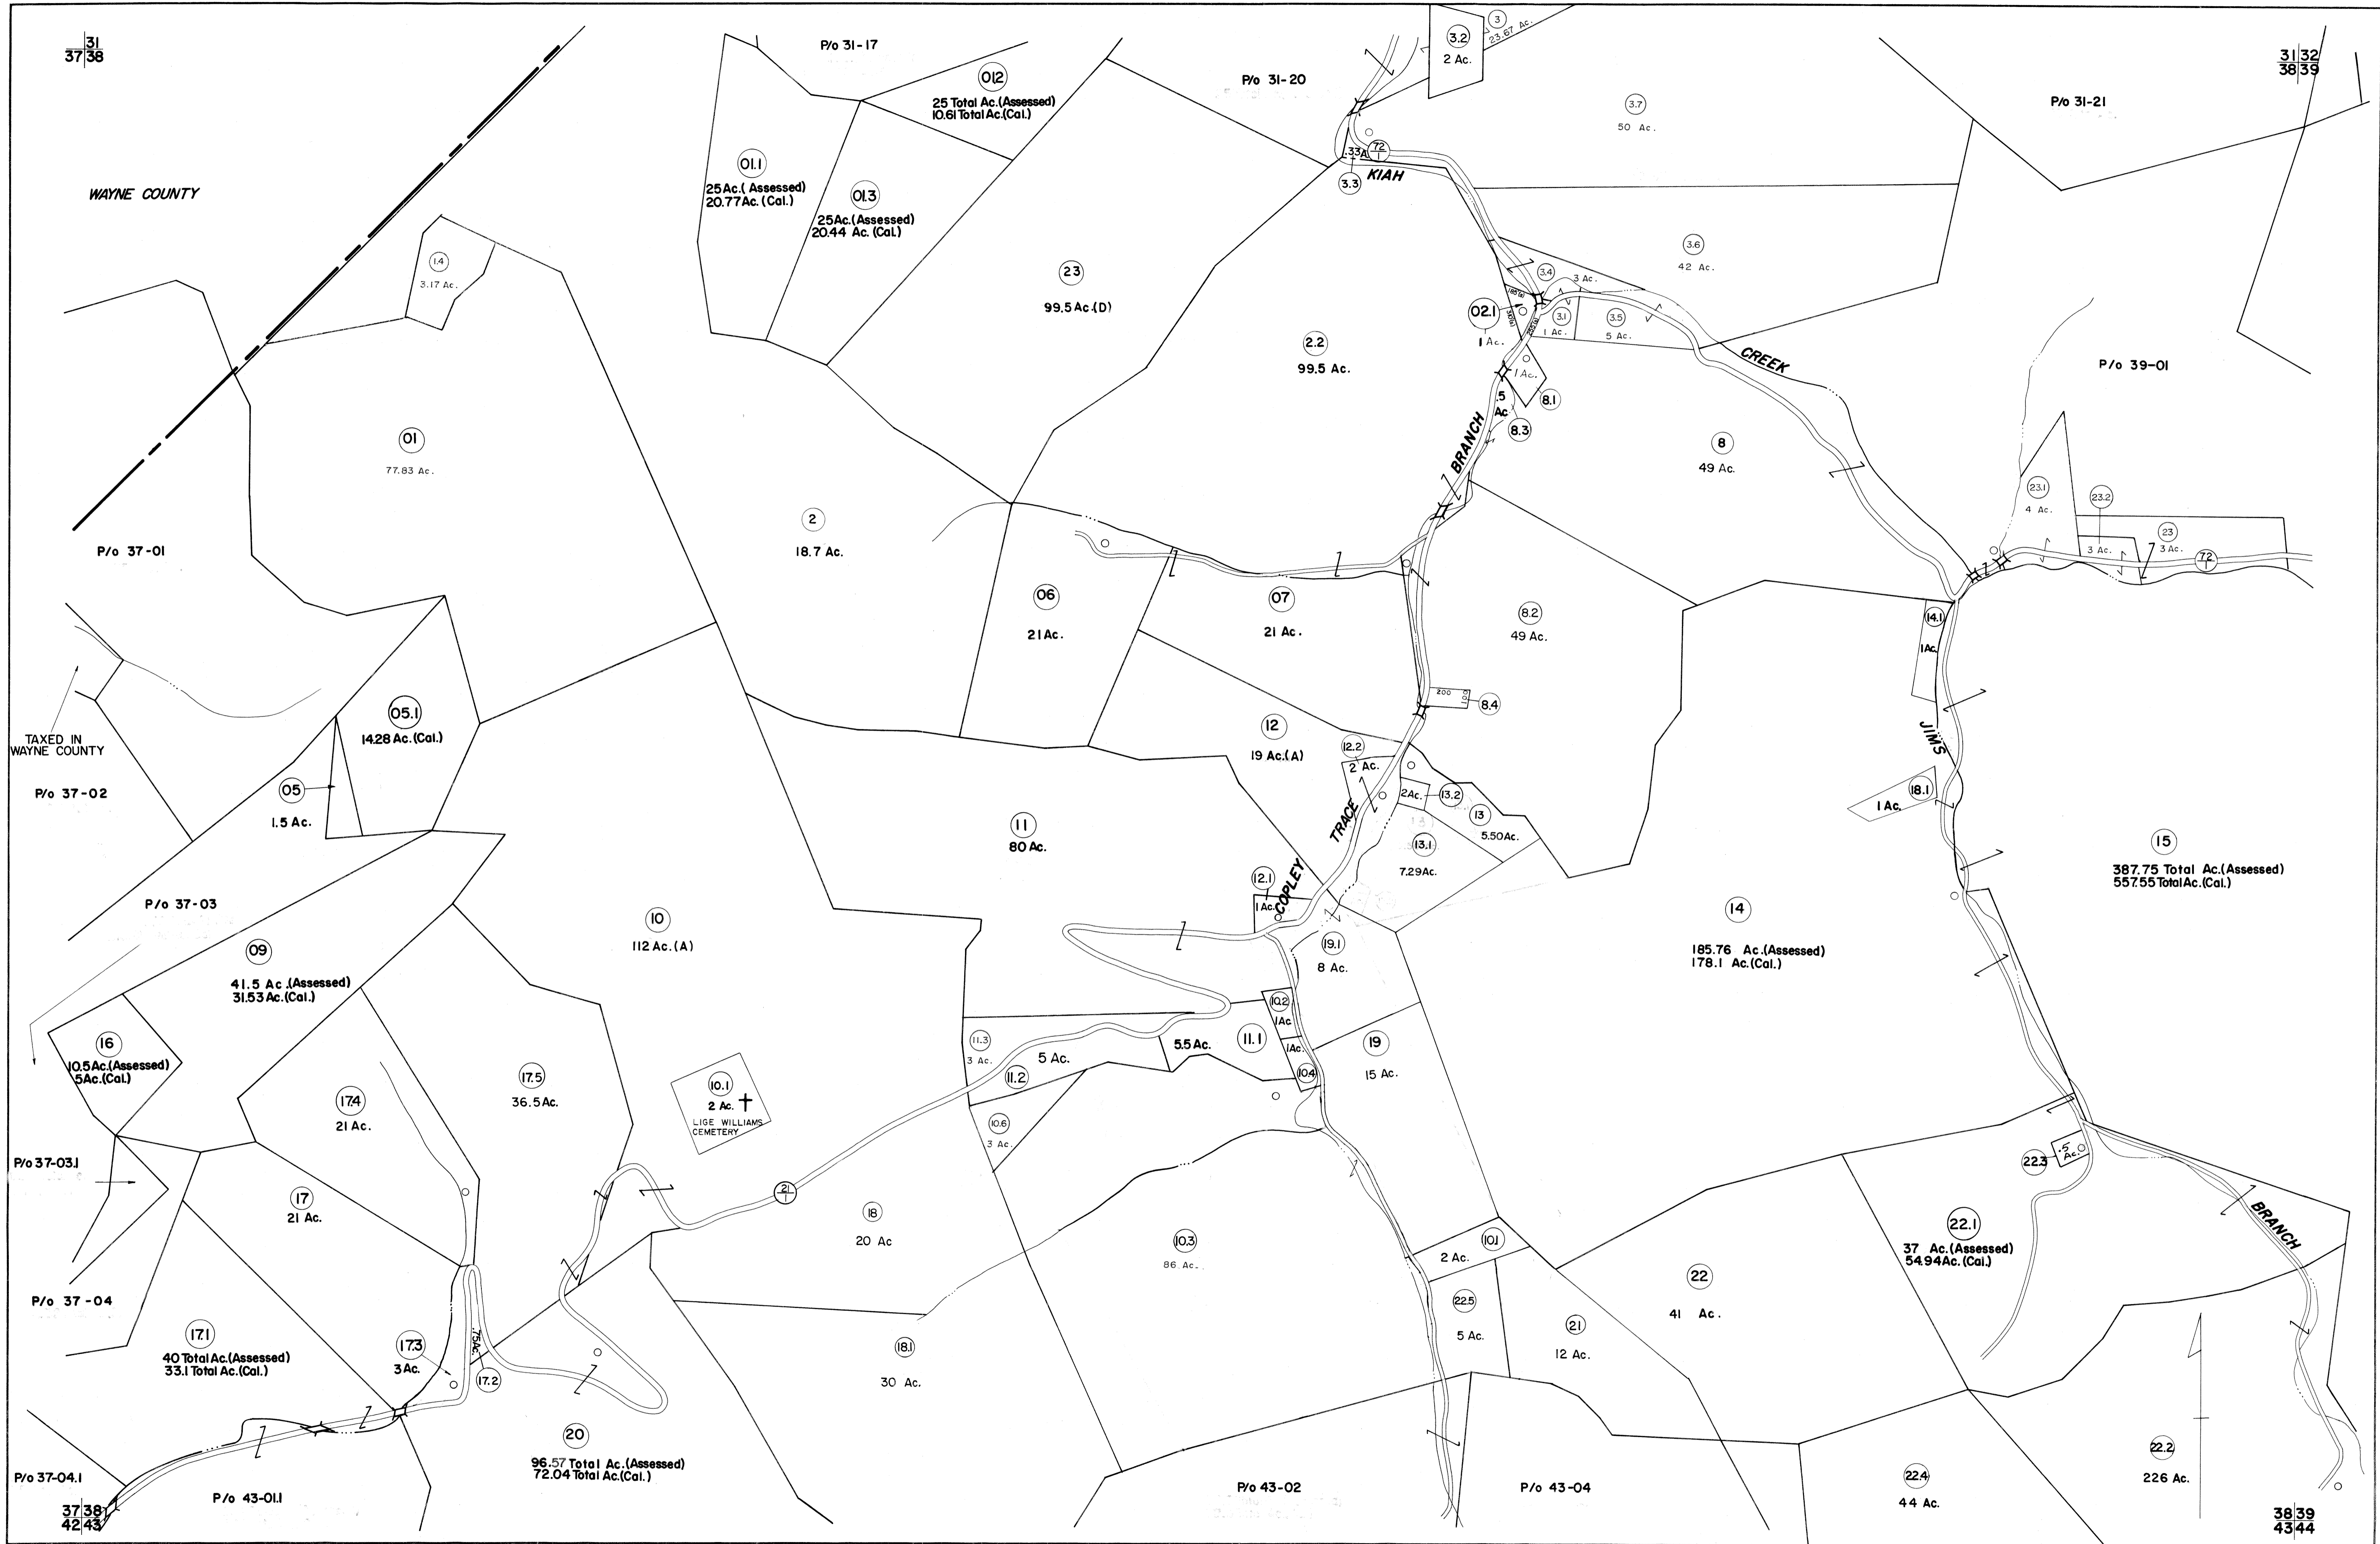 31
37 38
P/o 31-17
012
25 Total Ac.(Assessed)
10.61 Total Ac.(Cal.)
P/o 31-20
3.2
2 Ac.
3
23.67 Ac.
3.7
50 Ac.
P/o 31-21
31 32
38 39
WAYNE COUNTY
01.1
25 Ac.( Assessed)
20.77 Ac. (Cal.)
01.3
25 Ac.(Assessed)
20.44 Ac. (Cal.)
.33A
72
1
3.3
KIAH
1.4
3.17 Ac.
23
99.5 Ac.(D)
3.6
42 Ac.
3.4
3 Ac.
185(s)
310(s)
255(s)
02.1
1 Ac.
3.1
1 Ac.
3.5
5 Ac.
2.2
99.5 Ac.
CREEK
P/o 39-01
1 Ac.
8.1
.5
Ac.
8.3
BRANCH
01
77.83 Ac.
8
49 Ac.
2
18.7 Ac.
23.1
4 Ac.
23.2
3 Ac.
23
3 Ac.
72
1
P/o 37-01
06
21 Ac.
07
21 Ac.
8.2
49 Ac.
14.1
1 Ac.
200
100
8.4
05.1
14.28 Ac. (Cal.)
TAXED IN
WAYNE COUNTY
12
19 Ac.(A)
12.2
2 Ac.
JIMS
P/o 37-02
05
1.5 Ac.
2 Ac.
13.2
13
5.50 Ac.
18.1
1 Ac.
TRACE
11
80 Ac.
13.1
7.29 Ac.
15
387.75 Total Ac.(Assessed)
557.55 Total Ac.(Cal.)
12.1
1 Ac.
COPLEY
P/o 37-03
10
112 Ac.(A)
14
185.76 Ac.(Assessed)
178.1 Ac.(Cal.)
09
41.5 Ac.(Assessed)
31.53 Ac.(Cal.)
19.1
8 Ac.
10.2
1 Ac
16
10.5 Ac.(Assessed)
5 Ac.(Cal.)
11.3
3 Ac.
5 Ac.
11.2
5.5 Ac.
11.1
1 Ac.
10.4
19
15 Ac.
17.4
21 Ac.
17.5
36.5 Ac.
10.1
2 Ac.
LIGE WILLIAMS
CEMETERY
10.6
3 Ac.
P/o 37-03.1
22.3
.5
Ac.
17
21 Ac.
21
1
18
20 Ac
10.3
86 Ac.
2 Ac.
10.1
22.1
37 Ac.(Assessed)
54.94 Ac. (Cal.)
BRANCH
22
41 Ac.
P/o 37-04
17.1
40 Total Ac.(Assessed)
33.1 Total Ac.(Cal.)
17.3
3 Ac.
.75 Ac.
17.2
18.1
30 Ac.
22.5
5 Ac.
21
12 Ac.
20
96.57 Total Ac.(Assessed)
72.04 Total Ac.(Cal.)
22.2
226 Ac.
22.4
44 Ac.
P/o 37-04.1
P/o 43-01.1
P/o 43-02
P/o 43-04
37 38
42 43
38 39
43 44